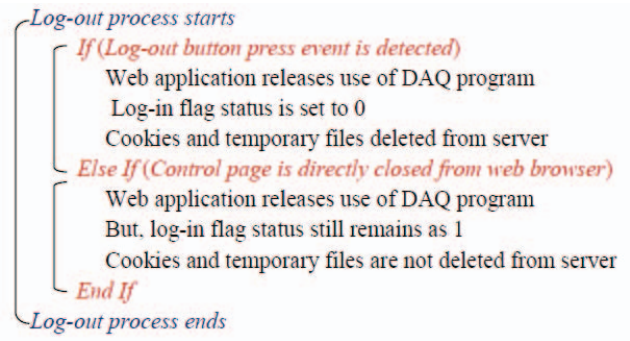 Log-out process starts
If (Log-out button press event is detected)
Web application releases use of DAQ program
Log-in flag status is set to 0
Cookies and temporary files deleted from server
Else If (Control page is directly closed from web browser)
Web application releases use of DAQ program
But, log-in flag status still remains as 1
Cookies and temporary files are not deleted from server
End If
Log-out process ends